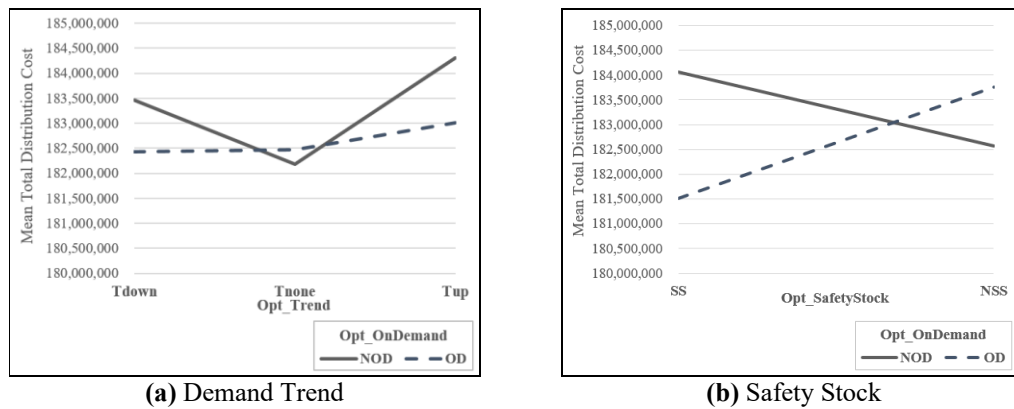 Mean Total Distribution Cost
185,000,000
184,500,000
184,000,000
183,500,000
183,000,000
182,500,000
182,000,000
181,500,000
181,000,000
180,500,000
180,000,000
Tdown Tnone Tup
Opt_Trend
Opt_OnDemand
NOD OD
(a) Demand Trend
Mean Total Distribution Cost
185,000,000
184,500,000
184,000,000
183,500,000
183,000,000
182,500,000
182,000,000
181,500,000
181,000,000
180,500,000
180,000,000
SS NSS
Opt_SafetyStock
Opt_OnDemand
NOD OD
(b) Safety Stock